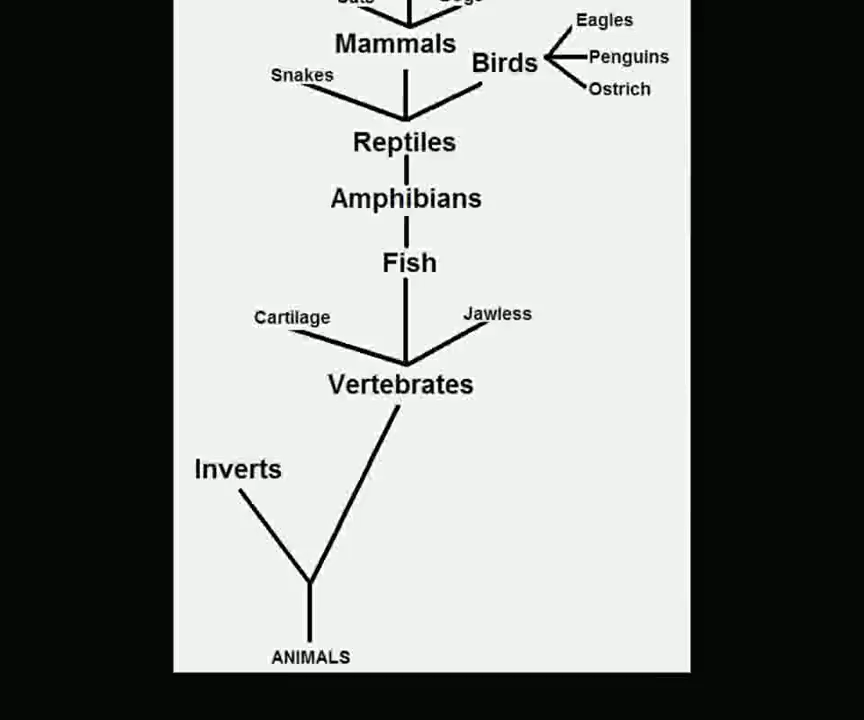 Eagles
Mammals
Birds
Penguins
Snakes
Ostrich
Reptiles
Amphibians
Fish
Cartilage
Jawless
Vertebrates
Inverts
ANIMALS